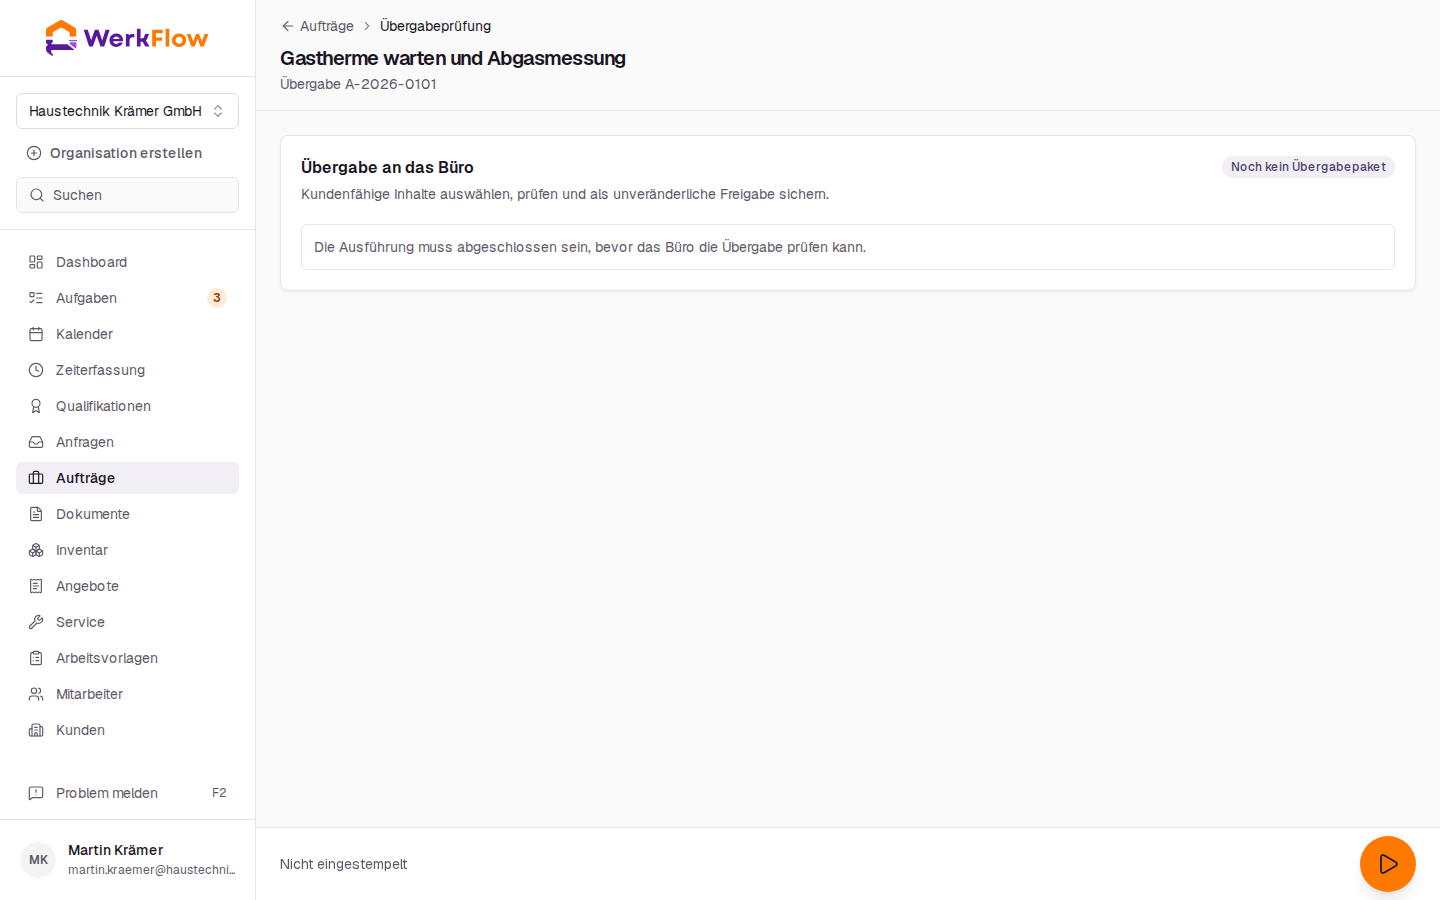 WerkFlow
Haustechnik Krämer GmbH
Organisation erstellen
Suchen
Dashboard
Aufgaben 3
Kalender
Zeiterfassung
Qualifikationen
Anfragen
Aufträge
Dokumente
Inventar
Angebote
Service
Arbeitsvorlagen
Mitarbeiter
Kunden
Problem melden F2
MK
Martin Krämer
martin.kraemer@haustechni...
Aufträge > Übergabeprüfung
Gastherme warten und Abgasmessung
Übergabe A-2026-0101
Übergabe an das Büro
Noch kein Übergabepaket
Kundenfähige Inhalte auswählen, prüfen und als unveränderliche Freigabe sichern.
Die Ausführung muss abgeschlossen sein, bevor das Büro die Übergabe prüfen kann.
Nicht eingestempelt